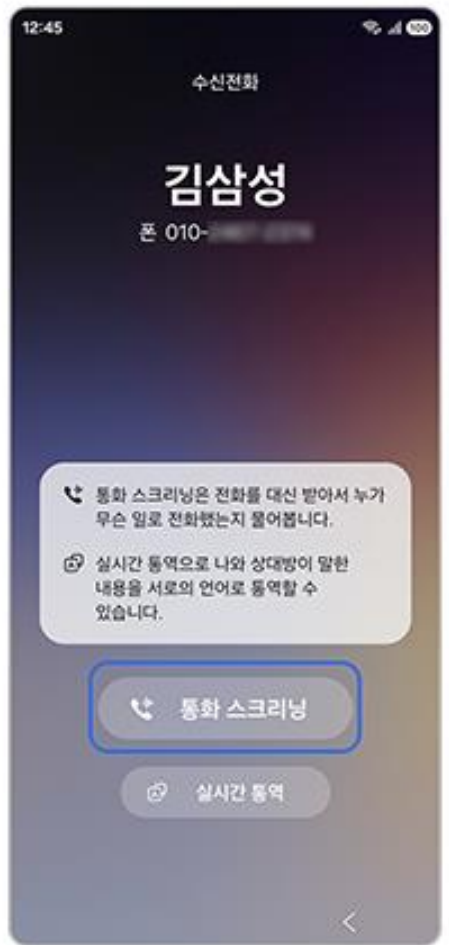 12:45
100
수신전화
김삼성
폰 010-
통화 스크리닝은 전화를 대신 받아서 누가
무슨 일로 전화했는지 물어봅니다.
실시간 통역으로 나와 상대방이 말한
내용을 서로의 언어로 통역할 수
있습니다.
통화 스크리닝
실시간 통역